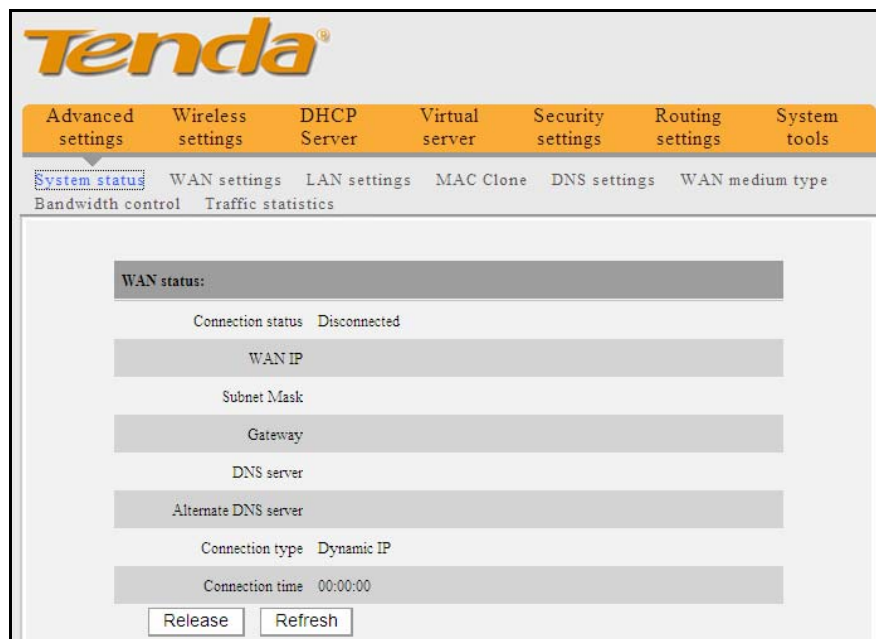 Tenda®
Advanced settings Wireless settings DHCP Server Virtual server Security settings Routing settings System tools
System status WAN settings LAN settings MAC Clone DNS settings WAN medium type
Bandwidth control Traffic statistics
WAN status:
Connection status Disconnected
WAN IP
Subnet Mask
Gateway
DNS server
Alternate DNS server
Connection type Dynamic IP
Connection time 00:00:00
Release Refresh